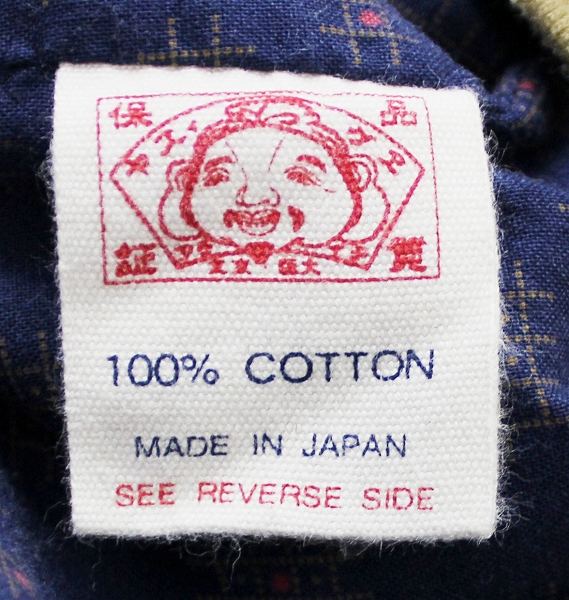 品質保証
100% COTTON
MADE IN JAPAN
SEE REVERSE SIDE